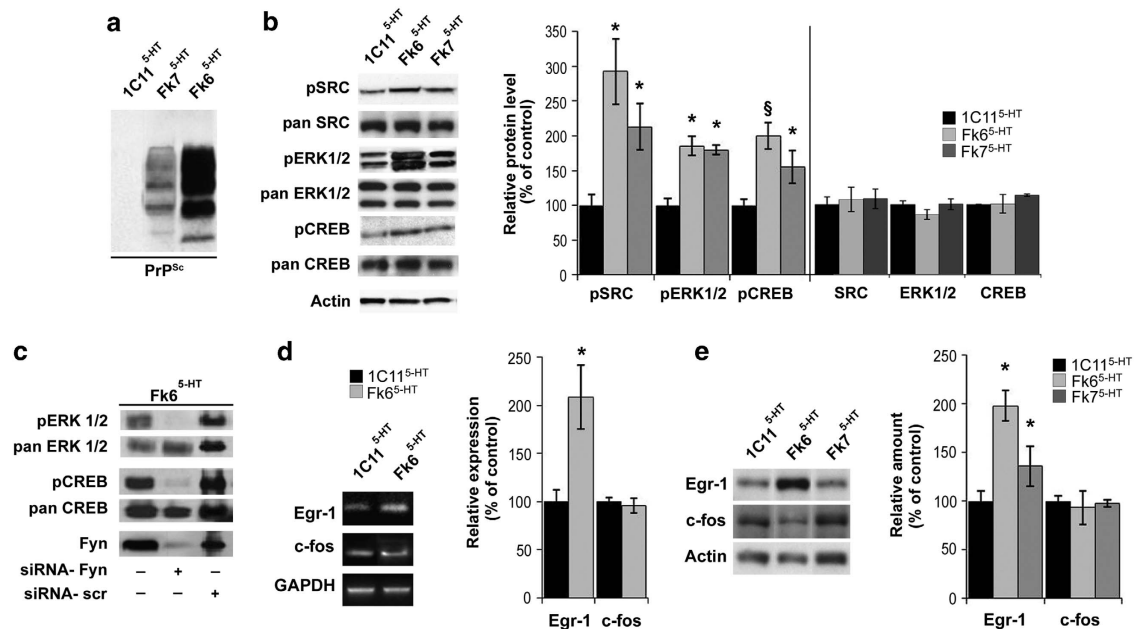 a
1C11 5-HT
Fk7 5-HT
Fk6 5-HT
PrPSc
b
1C11 5-HT
Fk6 5-HT
Fk7 5-HT
pSRC
pan SRC
pERK1/2
pan ERK1/2
pCREB
pan CREB
Actin
Relative protein level
(% of control)
350
300
250
200
150
100
50
0
* * * * § *
1C11 5-HT
Fk6 5-HT
Fk7 5-HT
pSRC pERK1/2 pCREB SRC ERK1/2 CREB
c
Fk6 5-HT
pERK 1/2
pan ERK 1/2
pCREB
pan CREB
Fyn
siRNA- Fyn – + –
siRNA- scr – – +
d
1C11 5-HT
Fk6 5-HT
1C11 5-HT
Fk6 5-HT
Egr-1
c-fos
GAPDH
Relative expression
(% of control)
250
200
150
100
50
0
*
Egr-1 c-fos
e
1C11 5-HT
Fk6 5-HT
Fk7 5-HT
Egr-1
c-fos
Actin
Relative amount
(% of control)
250
200
150
100
50
0
* *
1C11 5-HT
Fk6 5-HT
Fk7 5-HT
Egr-1 c-fos